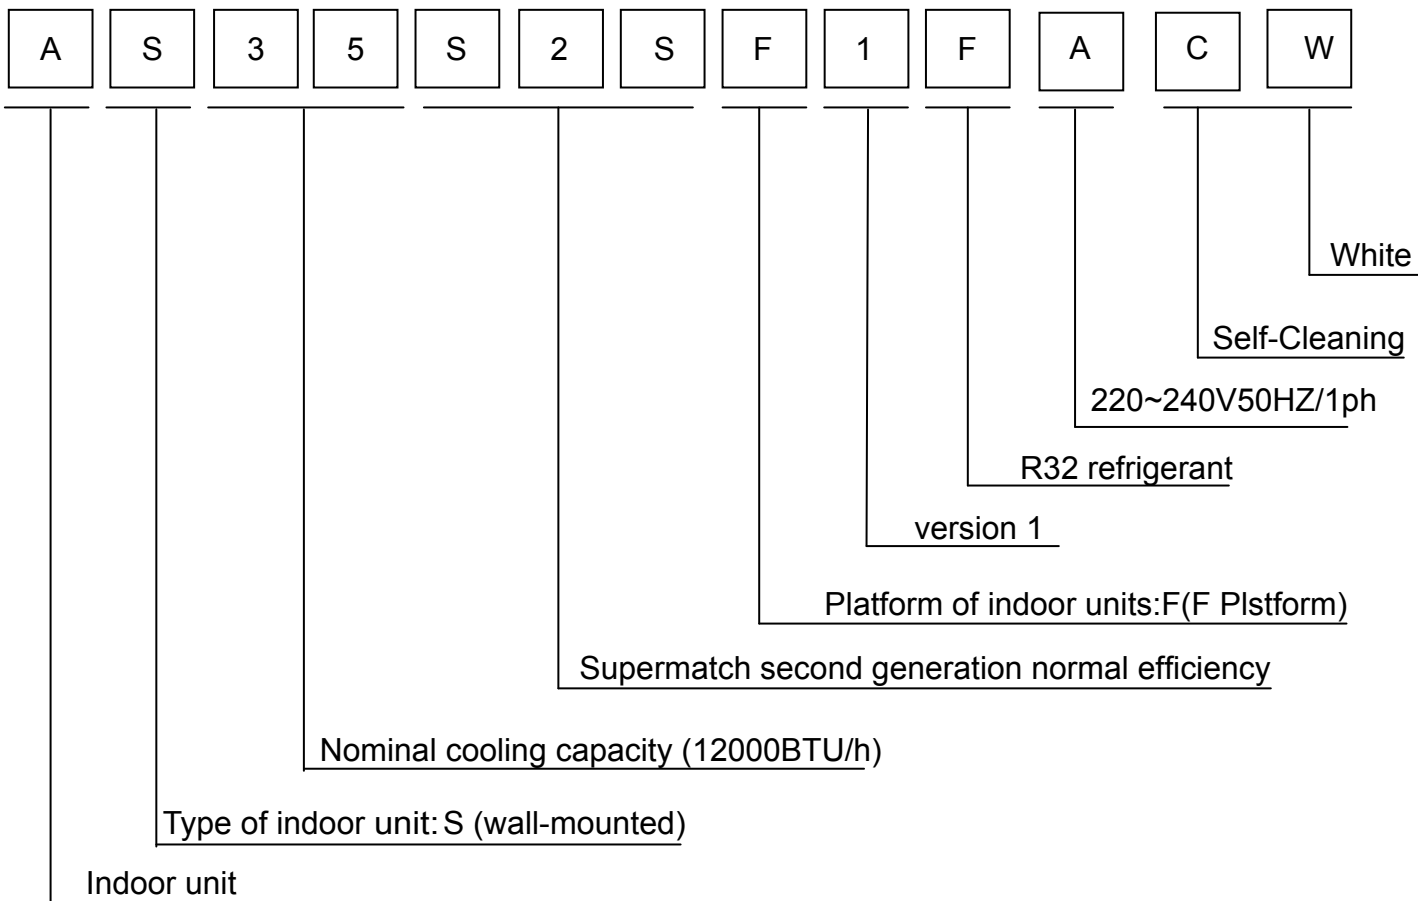 A S 3 5 S 2 S F 1 F A C W
White
Self-Cleaning
220~240V50HZ/1ph
R32 refrigerant
version 1
Platform of indoor units:F(F Plstform)
Supermatch second generation normal efficiency
Nominal cooling capacity (12000BTU/h)
Type of indoor unit: S (wall-mounted)
Indoor unit